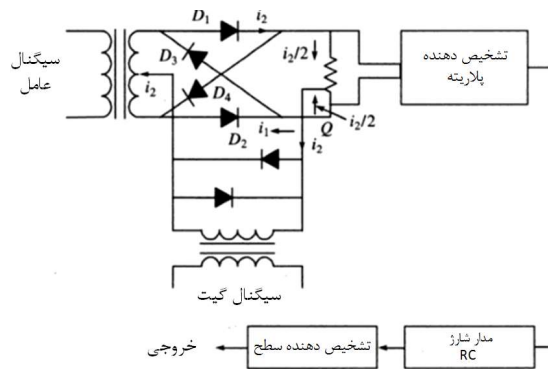 D₁
i₂
سیگنال
عامل
D₃
i₂
D₄
i₂/2
تشخیص دهنده
پلاریته
D₂
i₁
Q
i₂/2
i₂
سیگنال گیت
خروجی
تشخیص دهنده سطح
مدار شارژ
RC